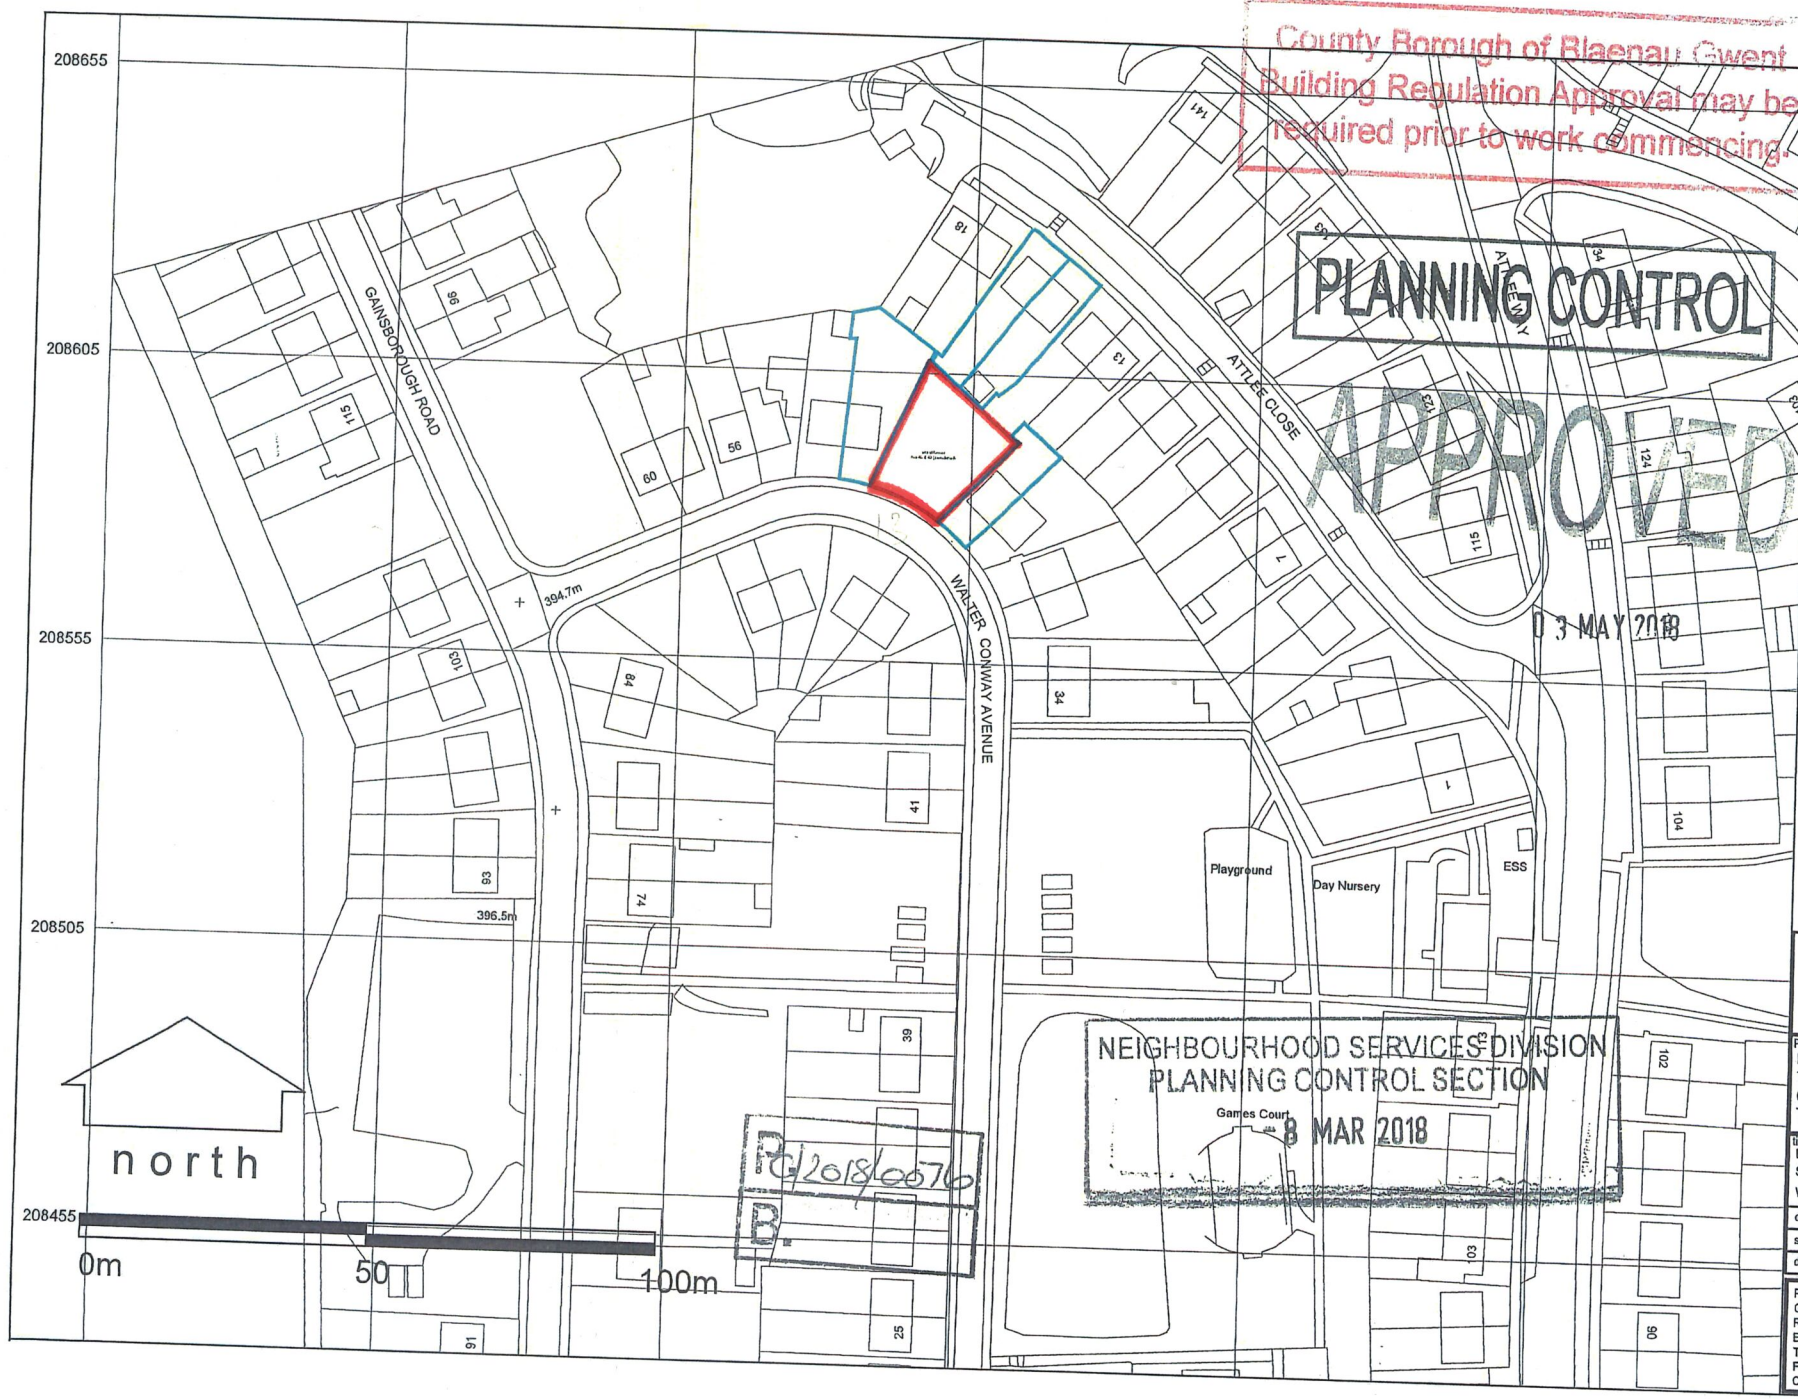 208655
County Borough of Blaenau Gwent
Building Regulation Approval may be
required prior to work commencing.
141
133
18
PLANNING CONTROL
ATTLEE WAY
134
96
GAINSBOROUGH ROAD
208605
13
ATTLEE CLOSE
115
123
APPROVED
56
60
124
115
7
03 MAY 2018
394.7m
WALTER CONWAY AVENUE
208555
103
84
34
41
1
104
93
74
396.5m
Playground
Day Nursery
ESS
208505
39
NEIGHBOURHOOD SERVICES DIVISION
PLANNING CONTROL SECTION
113
102
Games Court
- 8 MAR 2018
north
P.
C/2018/0076
B.
208455
0m
50
100m
103
91
25
90